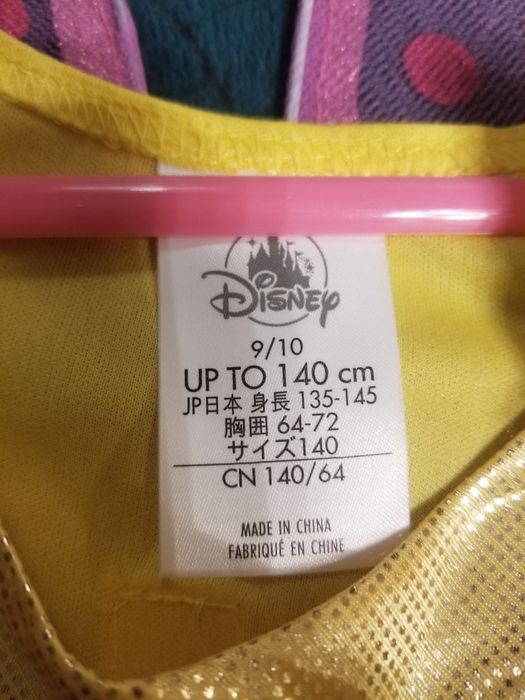 Disney
9/10
UP TO 140 cm
JP日本 身長 135-145
胸囲 64-72
サイズ140
CN 140/64
MADE IN CHINA
FABRIQUÉ EN CHINE